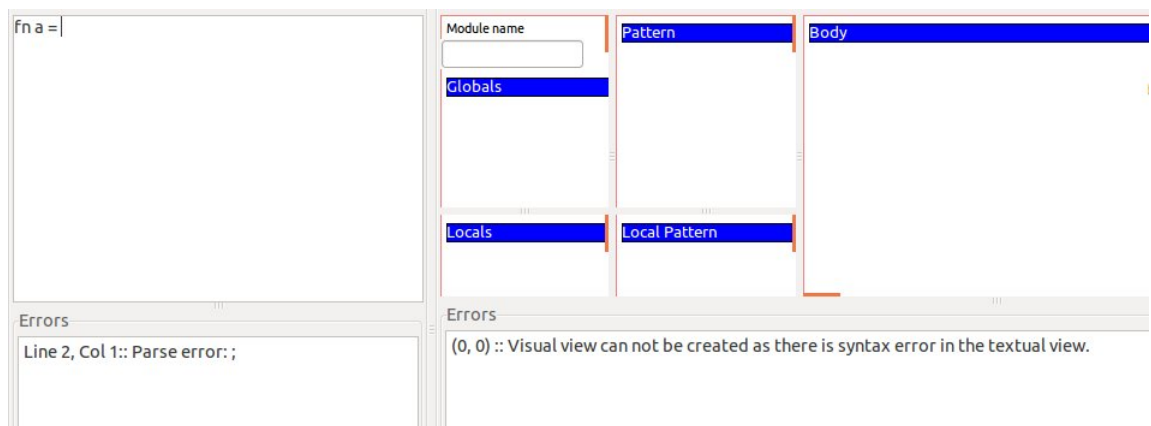 fn a =
Errors
Line 2, Col 1:: Parse error: ;
Module name
Globals
Pattern
Body
Locals
Local Pattern
Errors
(0, 0) :: Visual view can not be created as there is syntax error in the textual view.